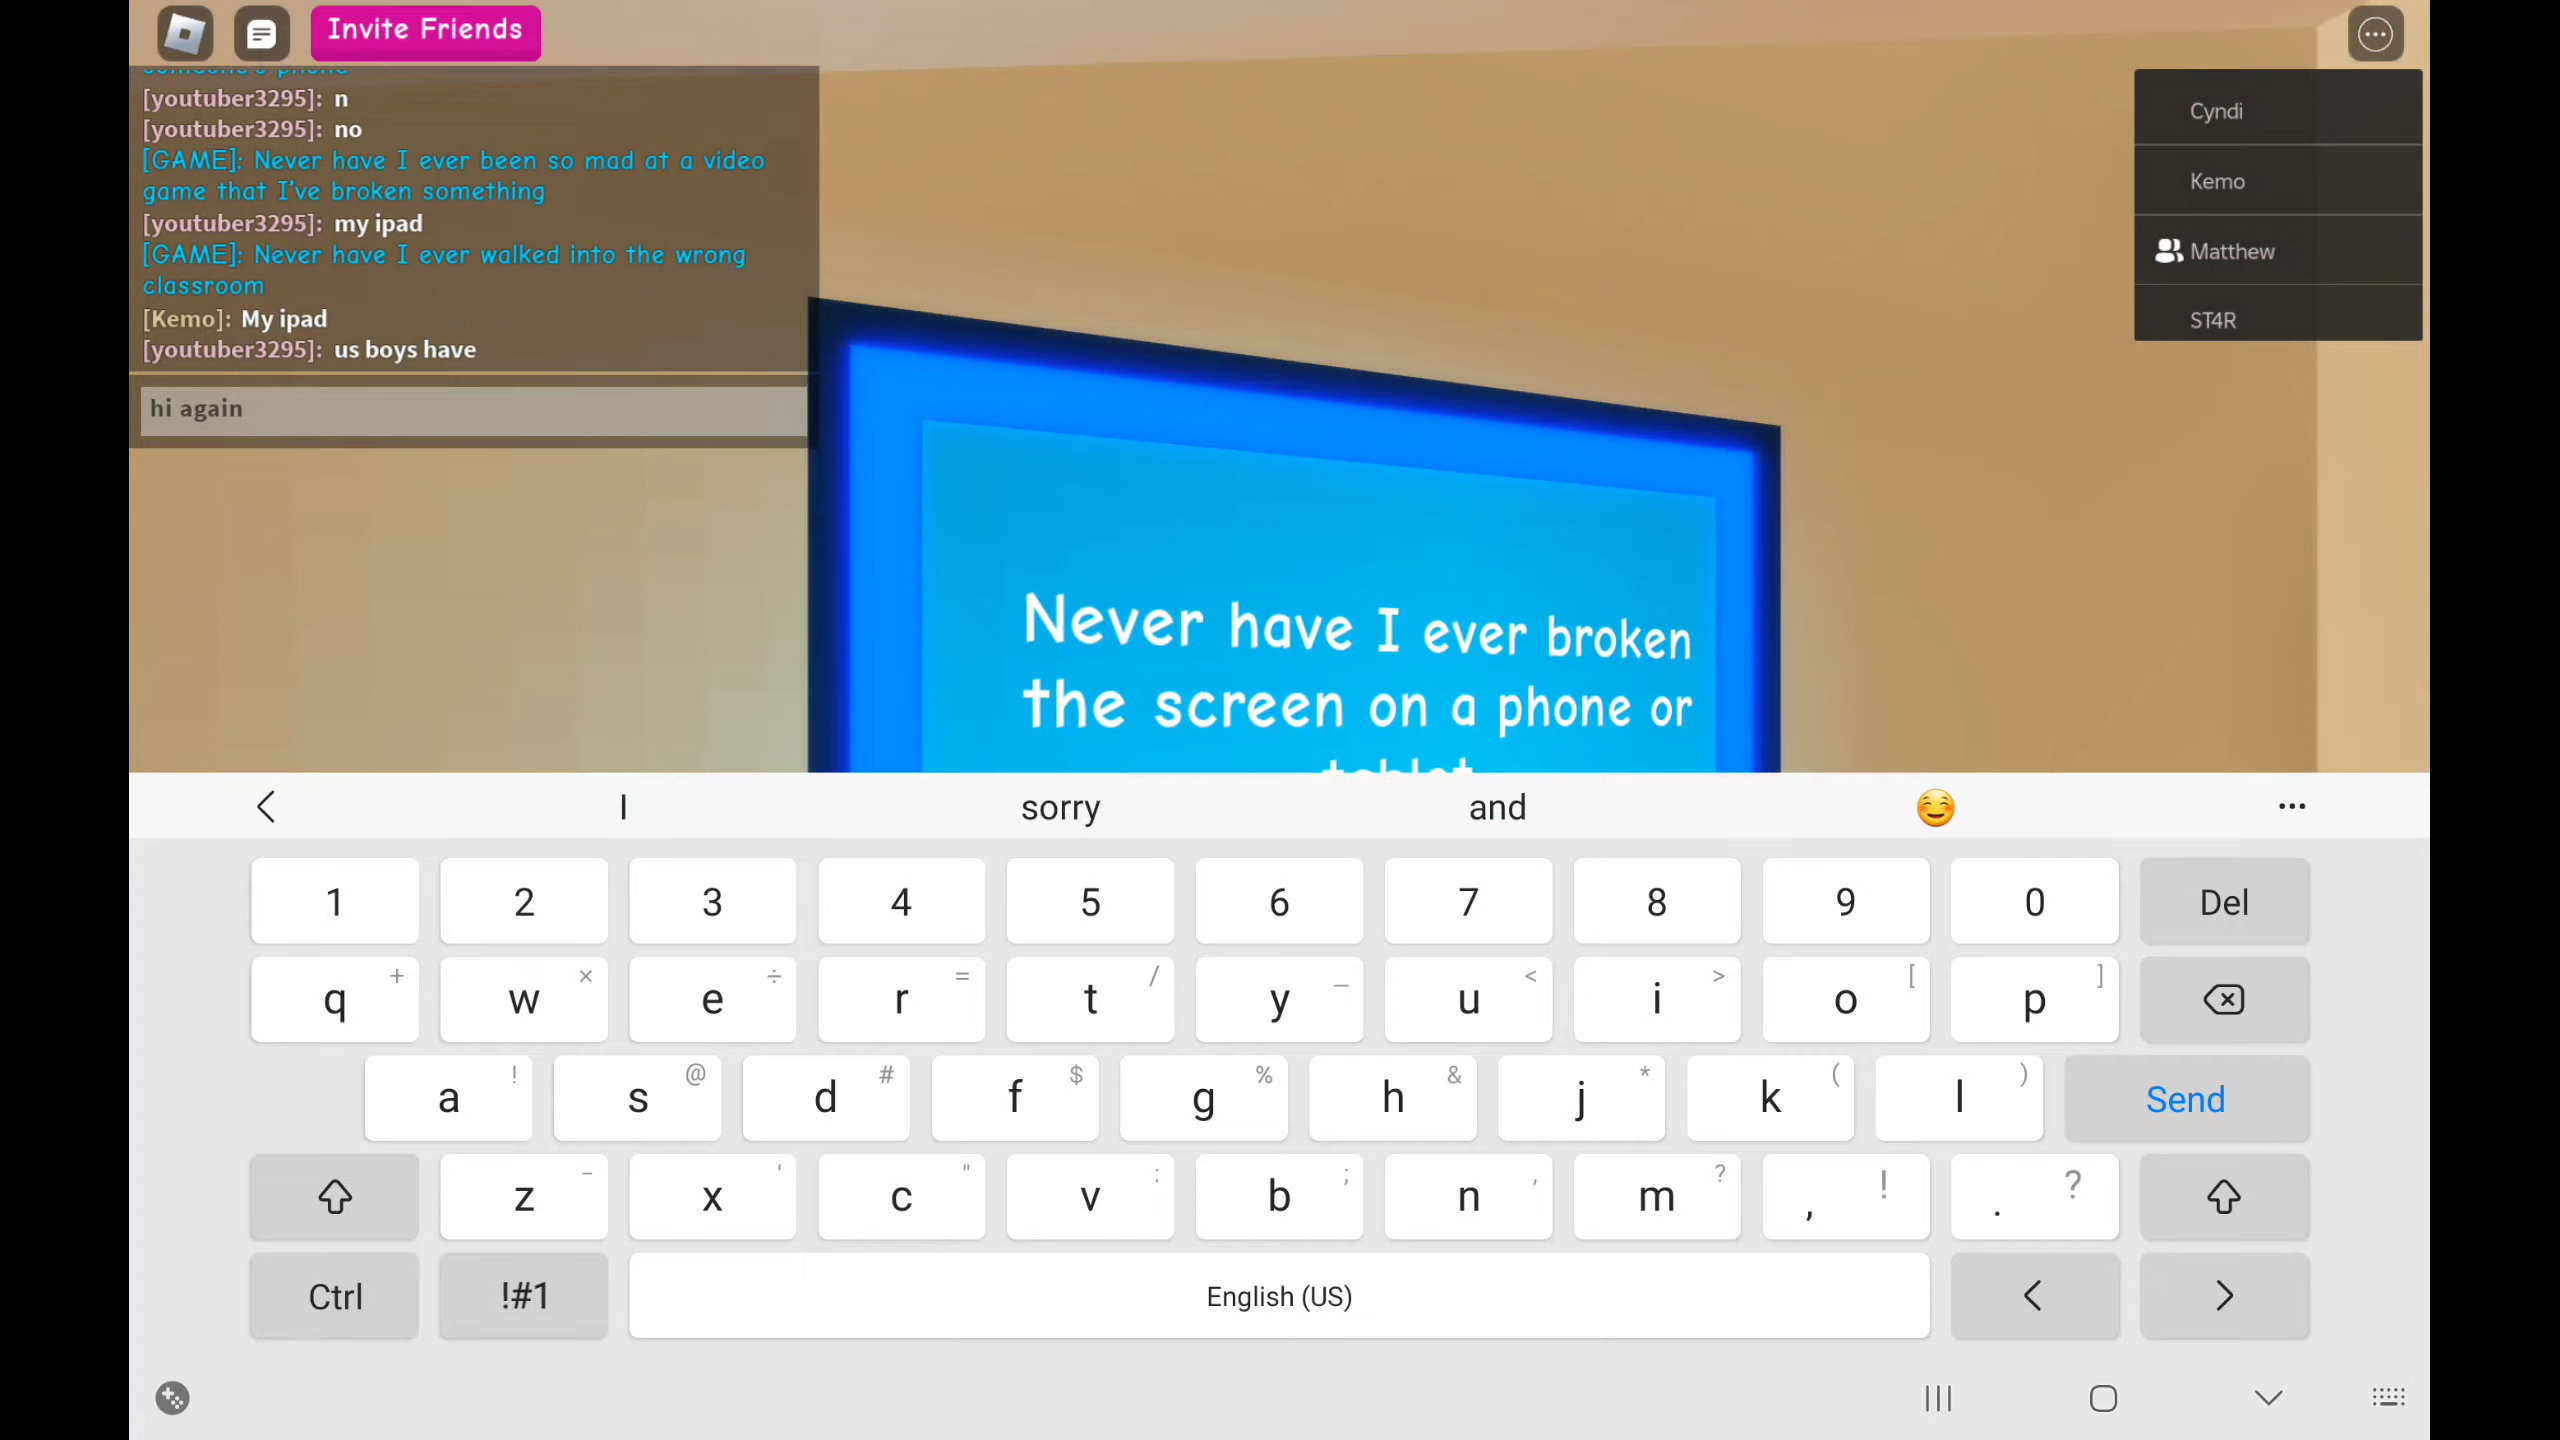 Invite Friends
someone's phone
[youtuber3295]: n
[youtuber3295]: no
[GAME]: Never have I ever been so mad at a video
game that I've broken something
[youtuber3295]: my ipad
[GAME]: Never have I ever walked into the wrong
classroom
[Kemo]: My ipad
[youtuber3295]: us boys have
hi again
Cyndi
Kemo
Matthew
ST4R
Never have I ever broken
the screen on a phone or
tablet
I sorry and
1 2 3 4 5 6 7 8 9 0 Del
q + w × e ÷ r = t / y _ u < i > o [ p ]
a ! s @ d # f $ g % h & j * k ( l ) Send
z - x ' c " v : b ; n , m ? , ! . ?
Ctrl !#1 English (US) < >